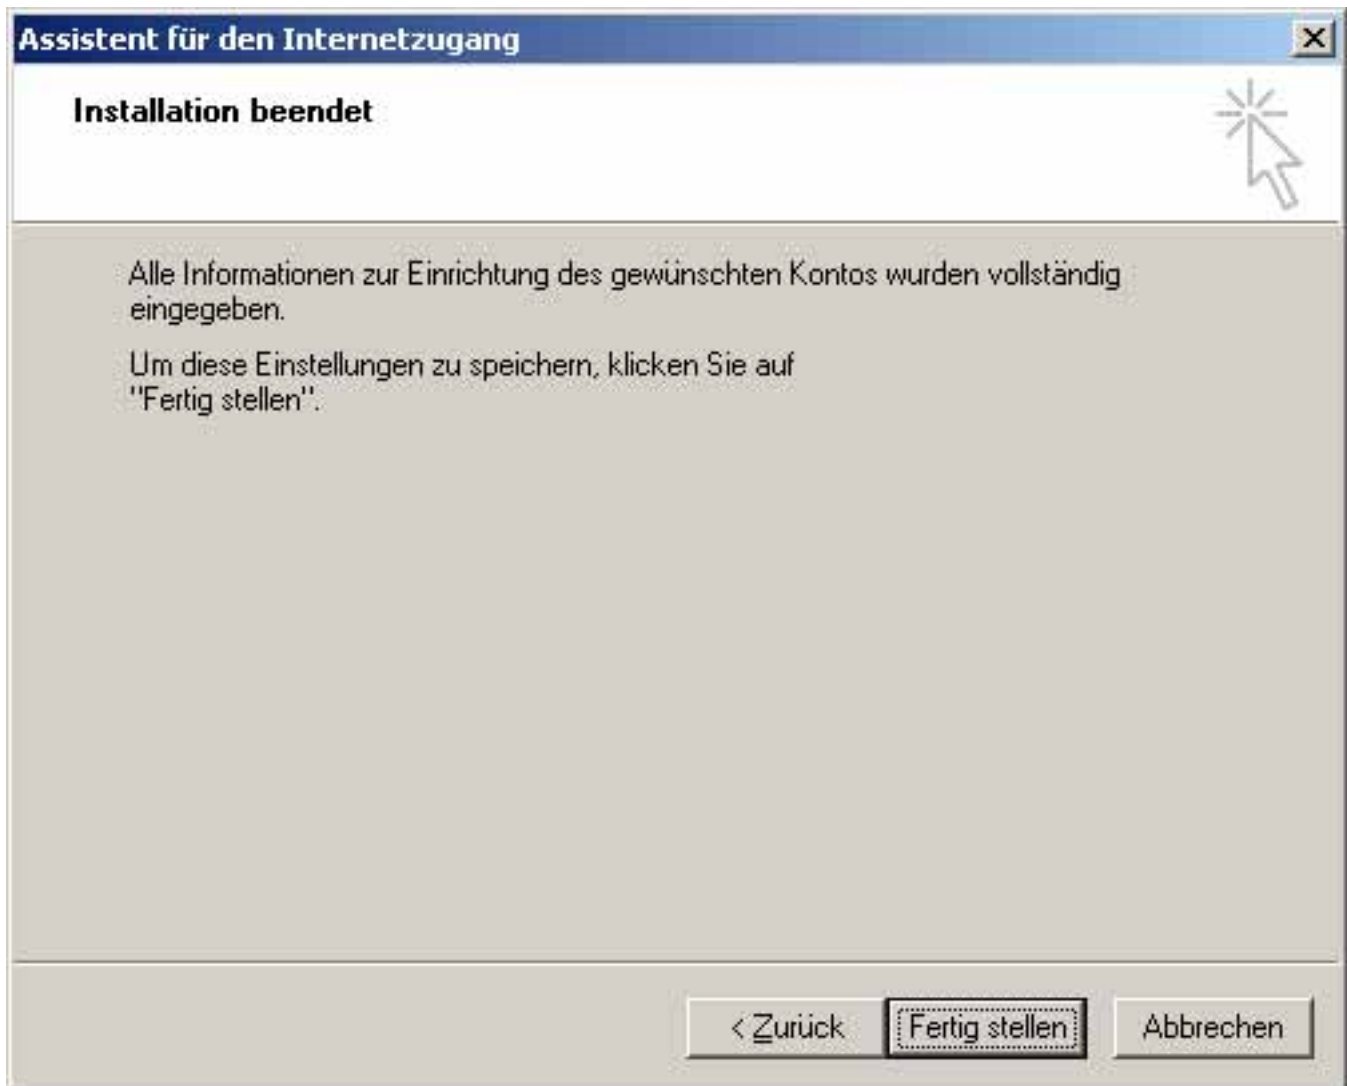 Assistent für den Internetzugang
Installation beendet
Alle Informationen zur Einrichtung des gewünschten Kontos wurden vollständig
eingegeben.
Um diese Einstellungen zu speichern, klicken Sie auf
"Fertig stellen".
< Zurück Fertig stellen Abbrechen